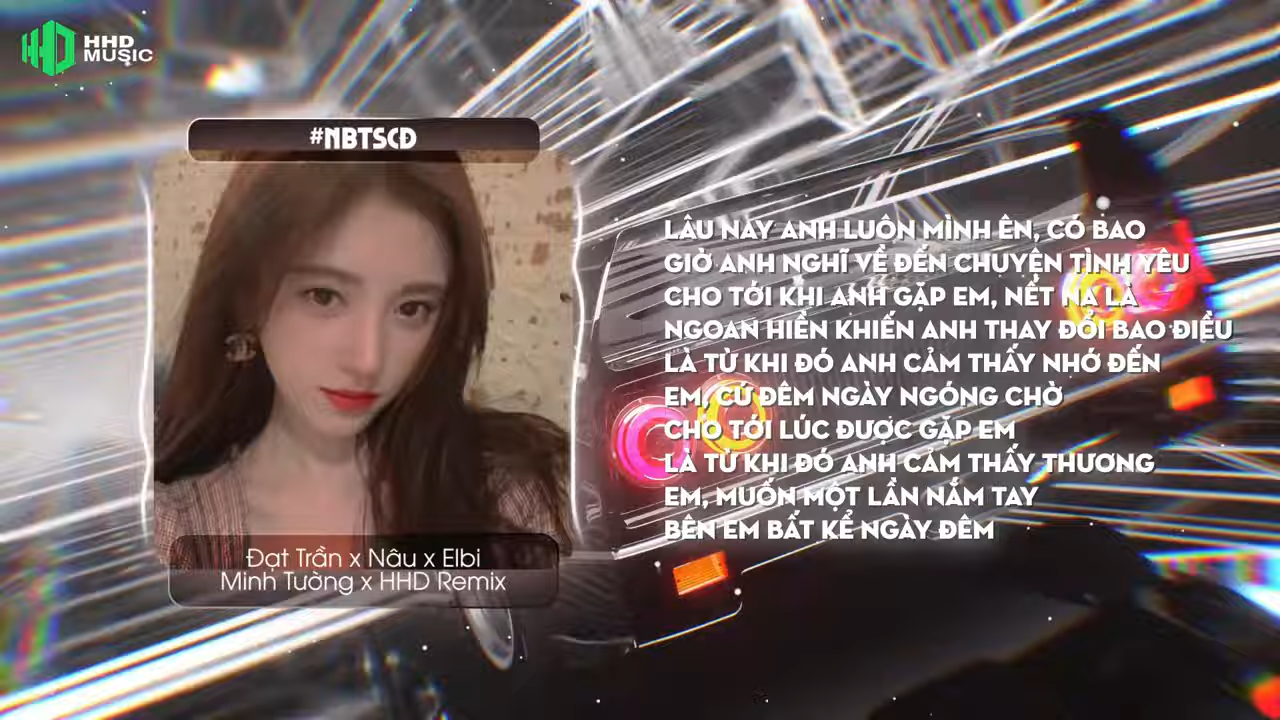 HHD
MUSIC
#NBTSCD
LÂU NAY ANH LUÔN MÌNH ÊN, CÓ BAO
GIỜ ANH NGHĨ VỀ ĐẾN CHUYỆN TÌNH YÊU
CHO TỚI KHI ANH GẶP EM, NẾT NA LÀ
NGOAN HIỀN KHIẾN ANH THAY ĐỔI BAO ĐIỀU
LÀ TỪ KHI ĐÓ ANH CẢM THẤY NHỚ ĐẾN
EM, CỨ ĐÊM NGÀY NGÓNG CHỜ
CHO TỚI LÚC ĐƯỢC GẶP EM
LÀ TỪ KHI ĐÓ ANH CẢM THẤY THƯƠNG
EM, MUỐN MỘT LẦN NẮM TAY
BÊN EM BẤT KỂ NGÀY ĐÊM
Đạt Trần x Nâu x Elbi
Minh Tường x HHD Remix